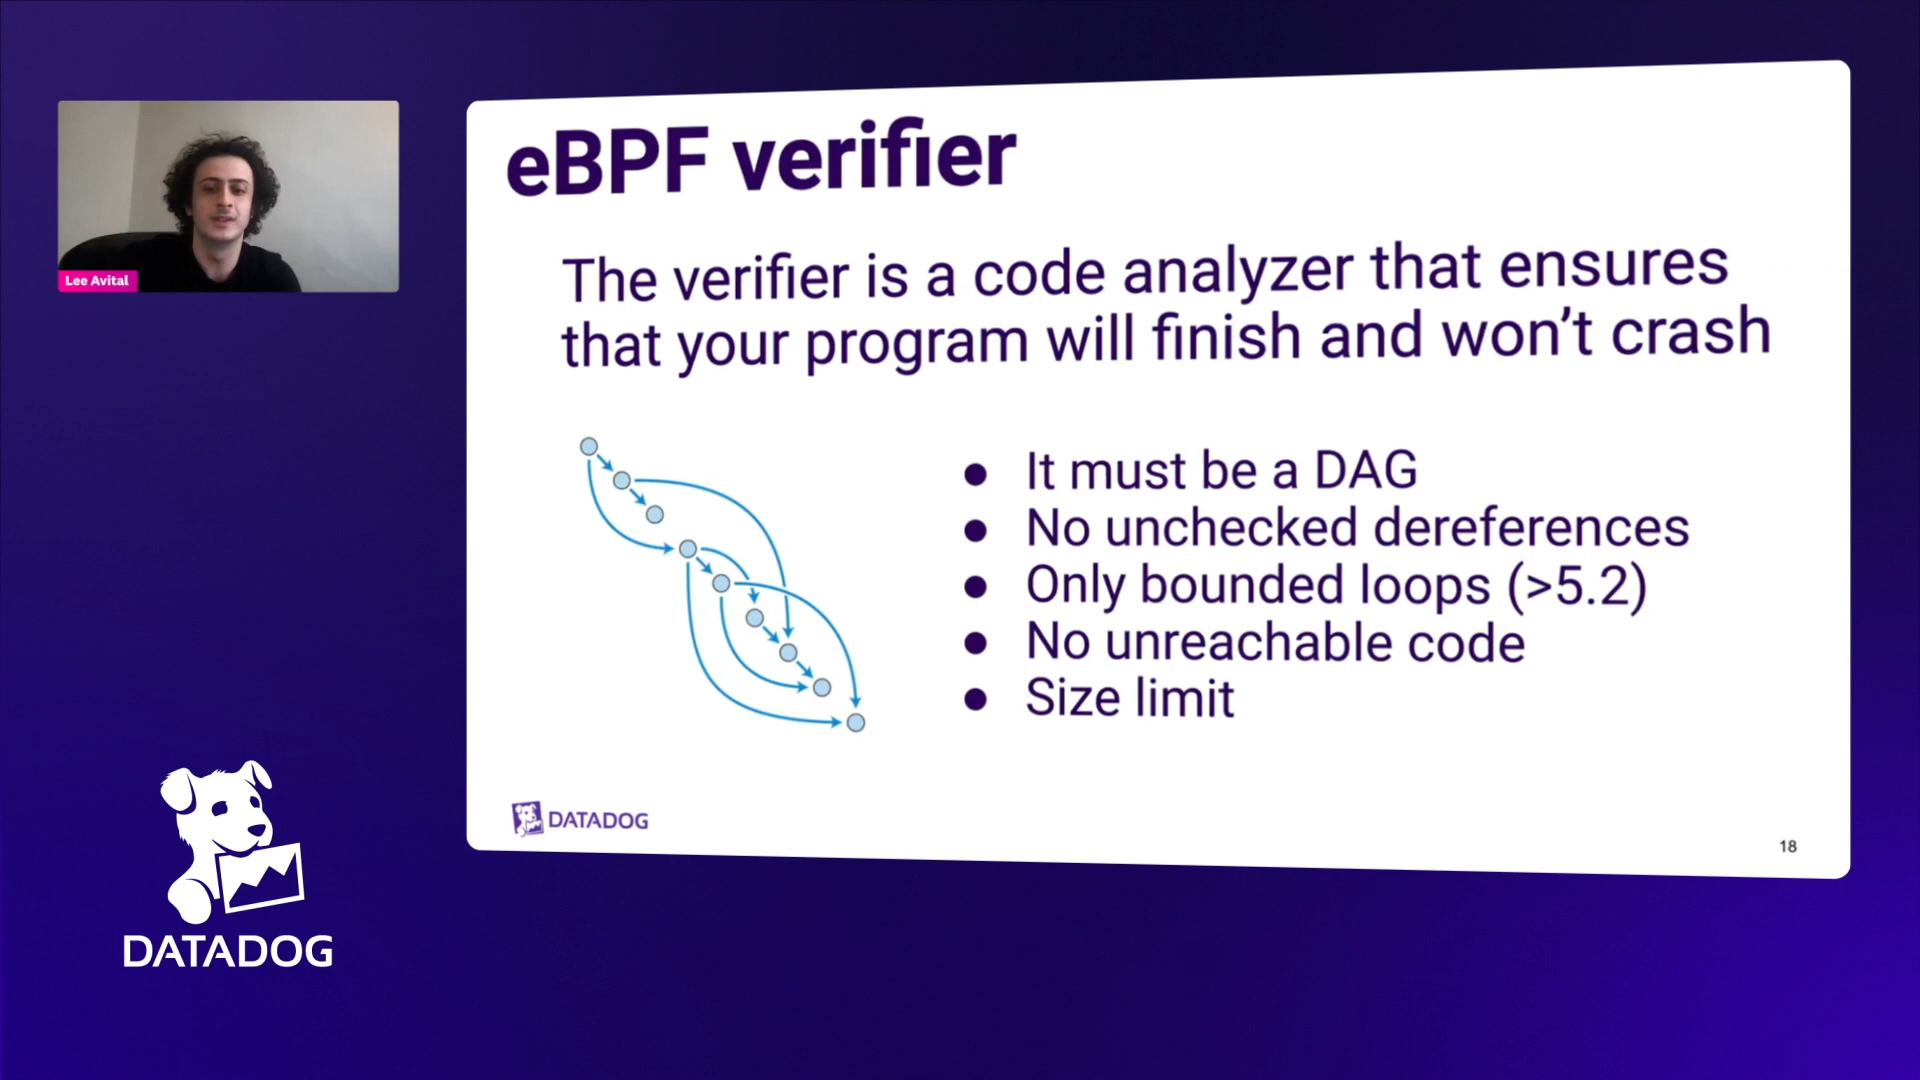 Lee Avital
eBPF verifier
The verifier is a code analyzer that ensures
that your program will finish and won’t crash
● It must be a DAG
● No unchecked dereferences
● Only bounded loops (>5.2)
● No unreachable code
● Size limit
DATADOG
18
DATADOG